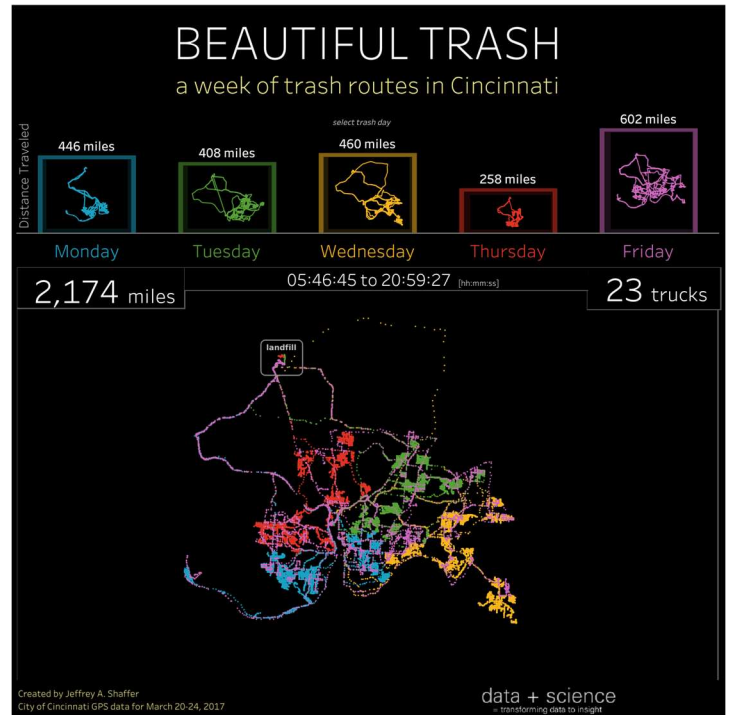 BEAUTIFUL TRASH
a week of trash routes in Cincinnati
select trash day
Distance Traveled
446 miles
408 miles
460 miles
258 miles
602 miles
Monday
Tuesday
Wednesday
Thursday
Friday
2,174 miles
05:46:45 to 20:59:27 [hh:mm:ss]
23 trucks
landfill
Created by Jeffrey A. Shaffer
City of Cincinnati GPS data for March 20-24, 2017
data + science
= transforming data to insight